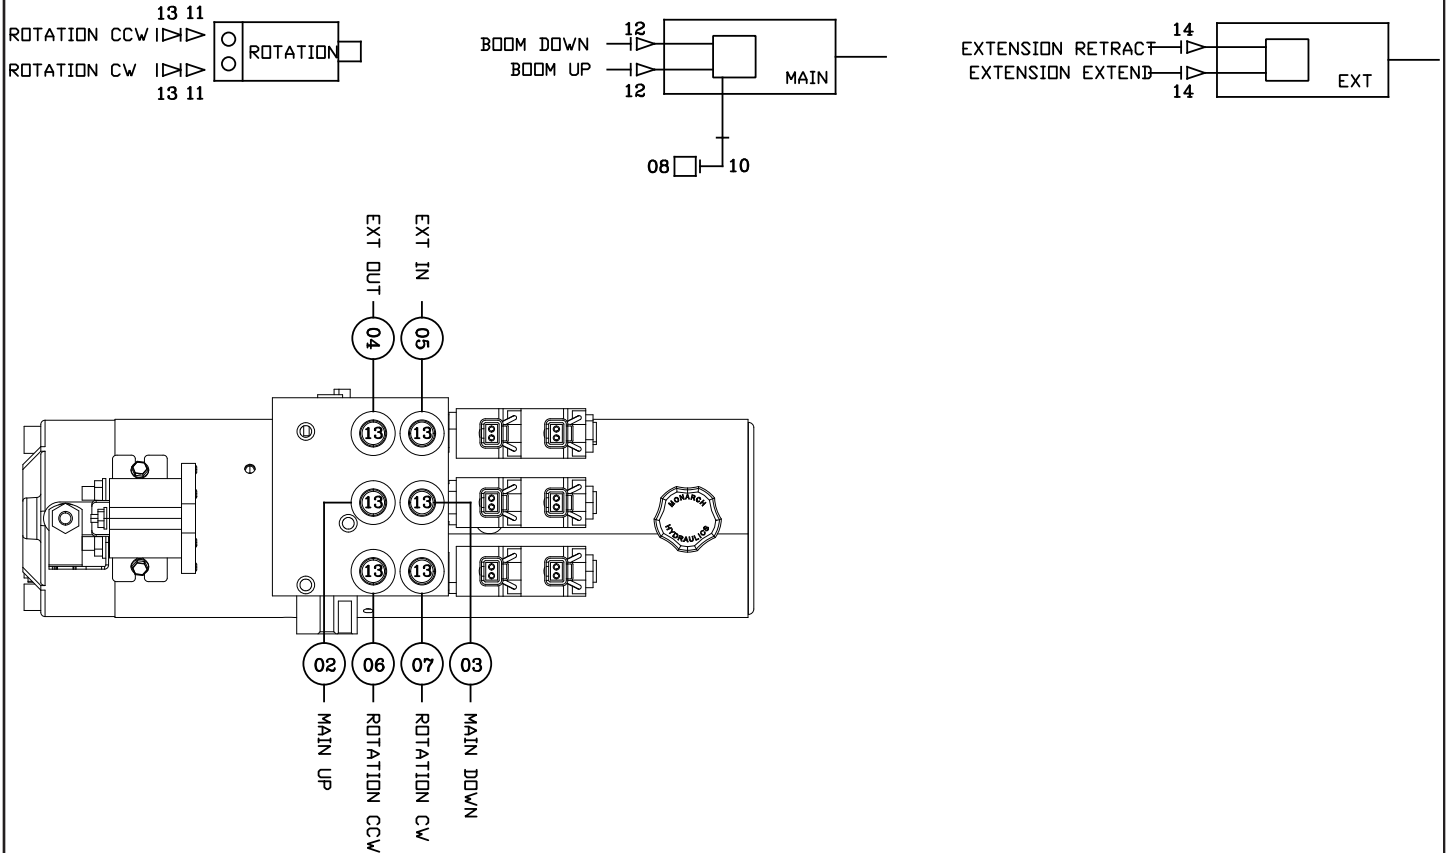 13 11
ROTATION CCW
ROTATION
ROTATION CW
13 11
12
BOOM DOWN
BOOM UP
MAIN
12
08 10
14
EXTENSION RETRACT
EXTENSION EXTEND
EXT
14
EXT OUT
EXT IN
04
05
13 13
13 13
13 13
MONARCH
HYDRAULICS
02
06
07
03
MAIN UP
ROTATION CCW
ROTATION CW
MAIN DOWN